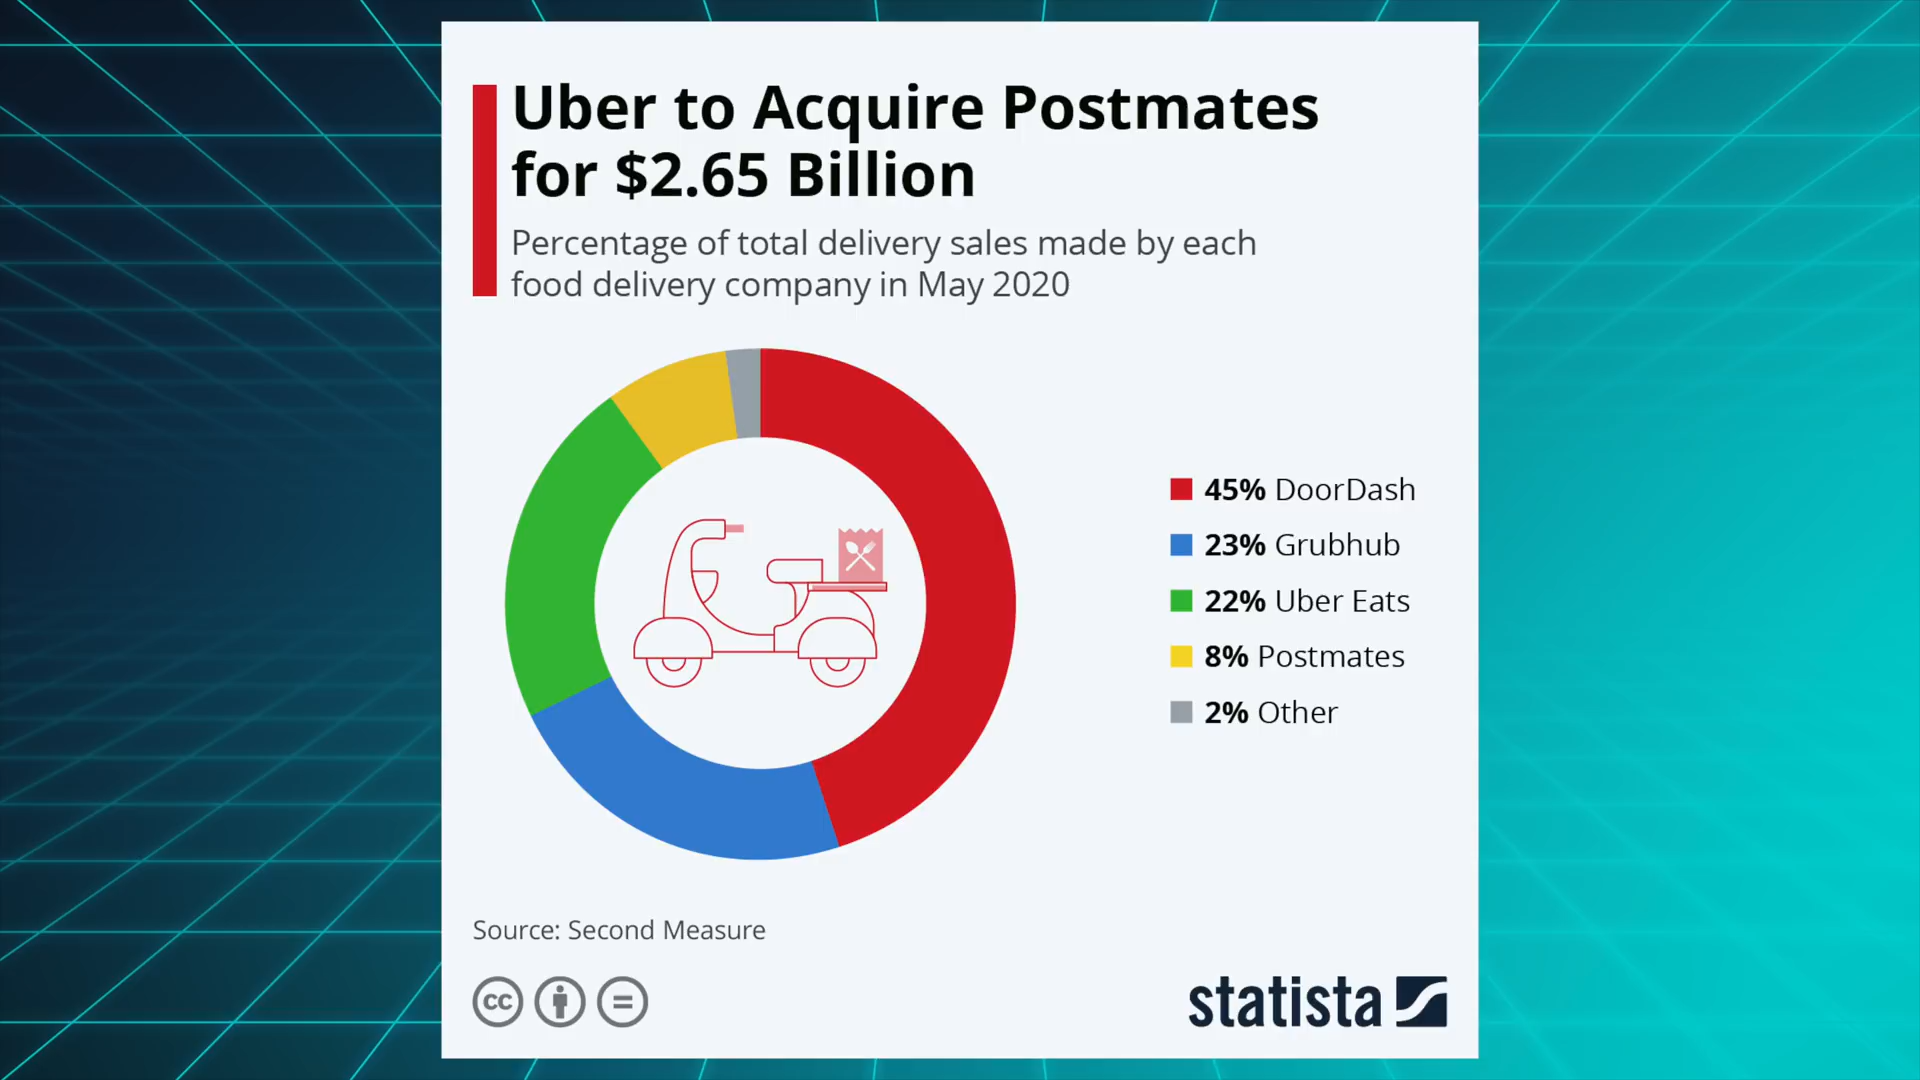 Uber to Acquire Postmates
for $2.65 Billion
Percentage of total delivery sales made by each
food delivery company in May 2020
45% DoorDash
23% Grubhub
22% Uber Eats
8% Postmates
2% Other
Source: Second Measure
cc
statista